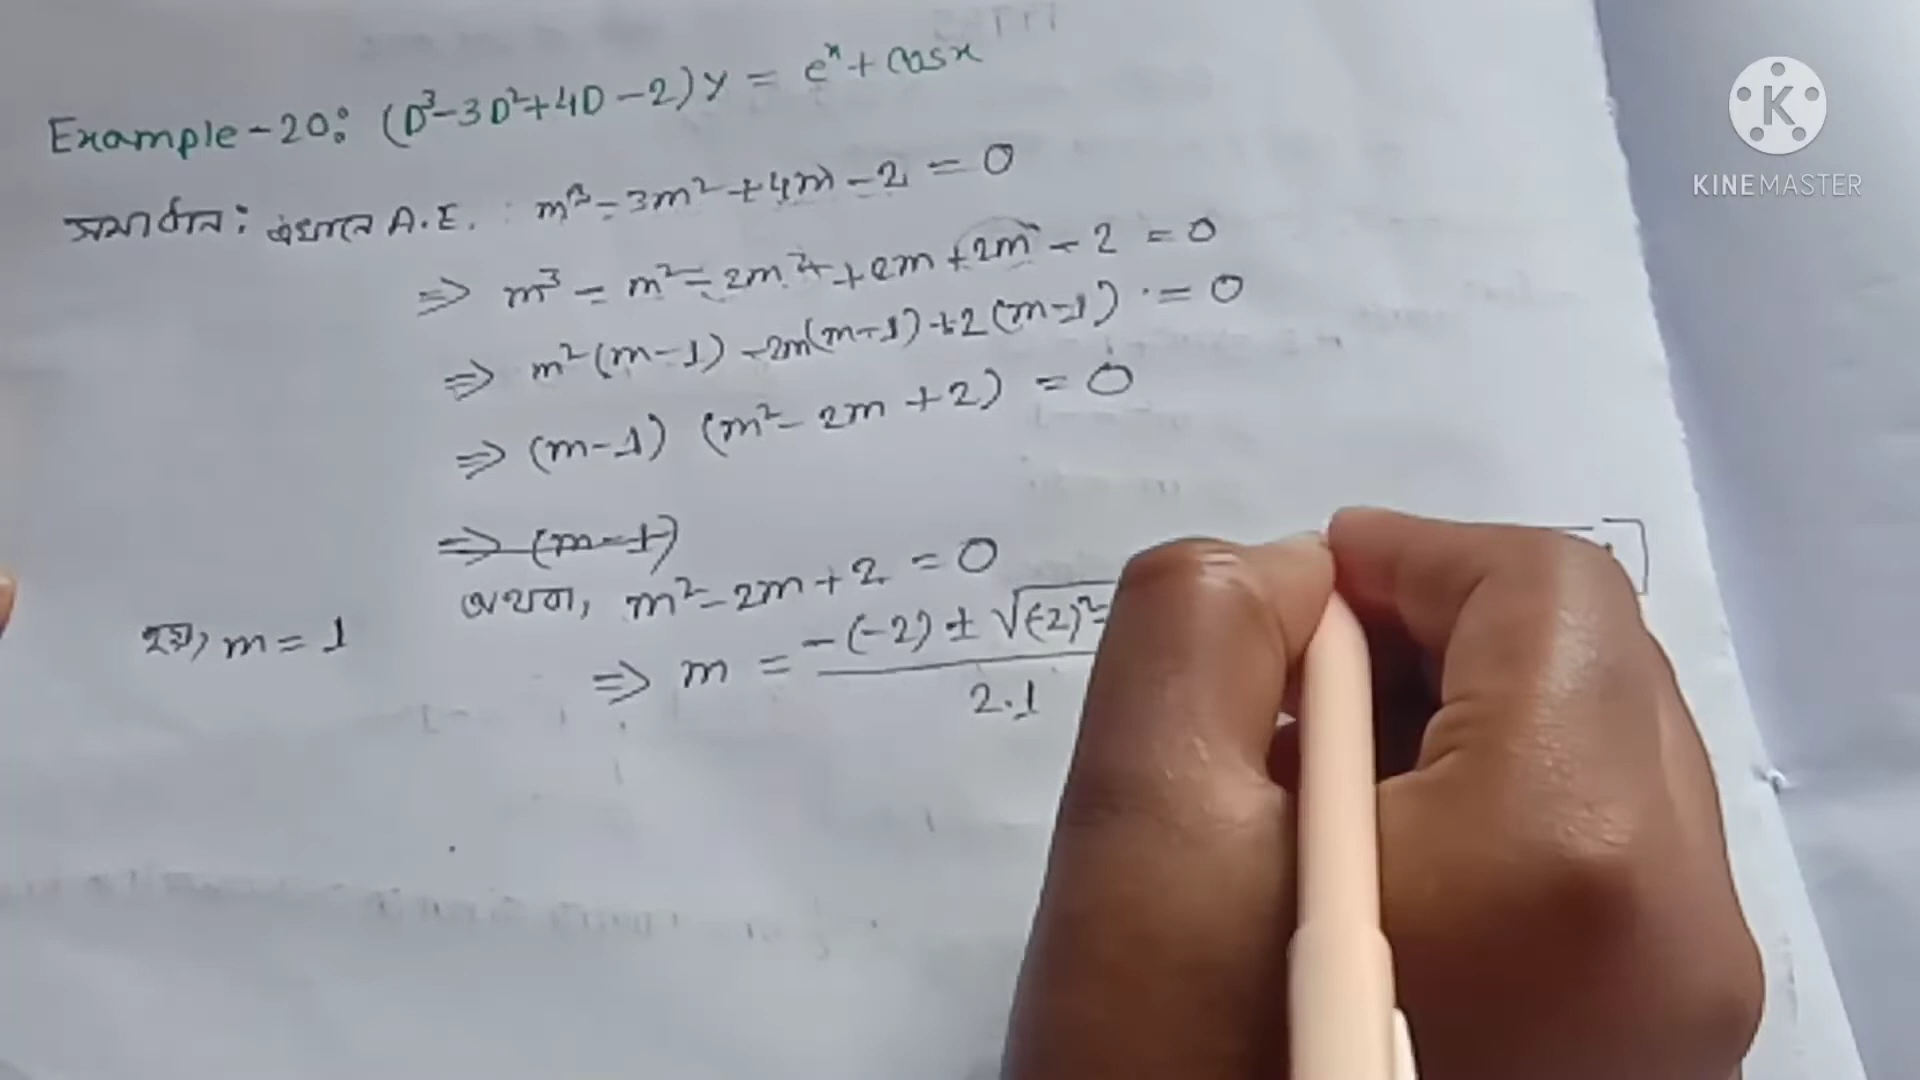 Example-20: (D³-3D²+4D-2)y = eˣ + cosx
সমাধান: এখানে A.E. : m³-3m²+4m-2 = 0
⇒ m³ - m² - 2m² + 2m + 2m - 2 = 0
⇒ m²(m-1) -2m(m-1)+2(m-1) = 0
⇒ (m-1) (m²-2m+2) = 0
⇒ (m-1)
হয়, m = 1
অথবা, m²-2m+2 = 0
⇒ m = -(-2) ± √(-2)²-
2.1
K
KINEMASTER